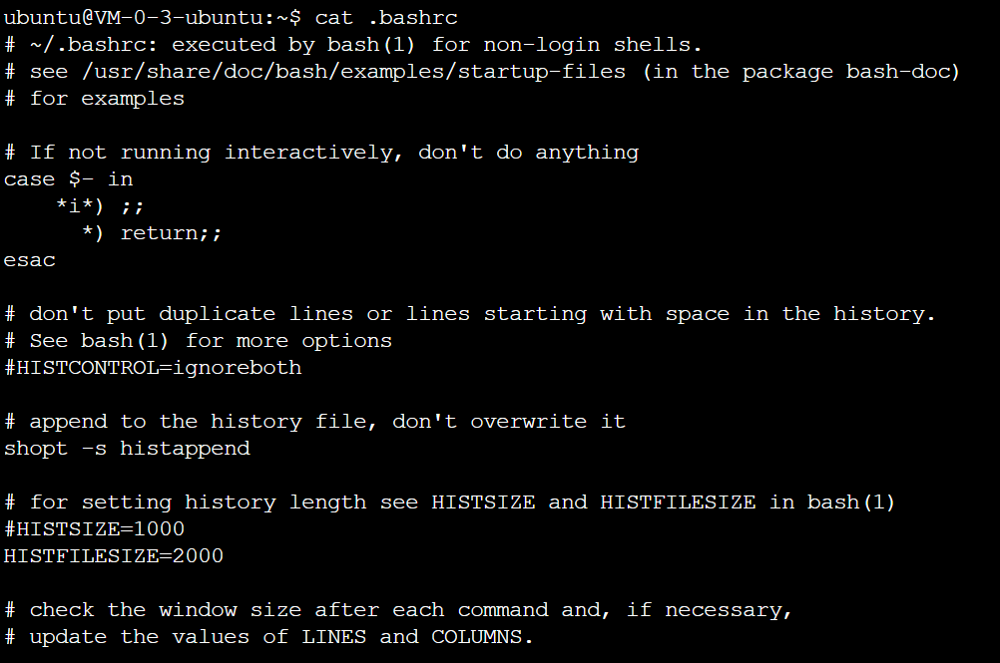 ubuntu@VM-0-3-ubuntu:~$ cat .bashrc
# ~/.bashrc: executed by bash(1) for non-login shells.
# see /usr/share/doc/bash/examples/startup-files (in the package bash-doc)
# for examples

# If not running interactively, don't do anything
case $- in
    *i*) ;;
      *) return;;
esac

# don't put duplicate lines or lines starting with space in the history.
# See bash(1) for more options
#HISTCONTROL=ignoreboth

# append to the history file, don't overwrite it
shopt -s histappend

# for setting history length see HISTSIZE and HISTFILESIZE in bash(1)
#HISTSIZE=1000
HISTFILESIZE=2000

# check the window size after each command and, if necessary,
# update the values of LINES and COLUMNS.